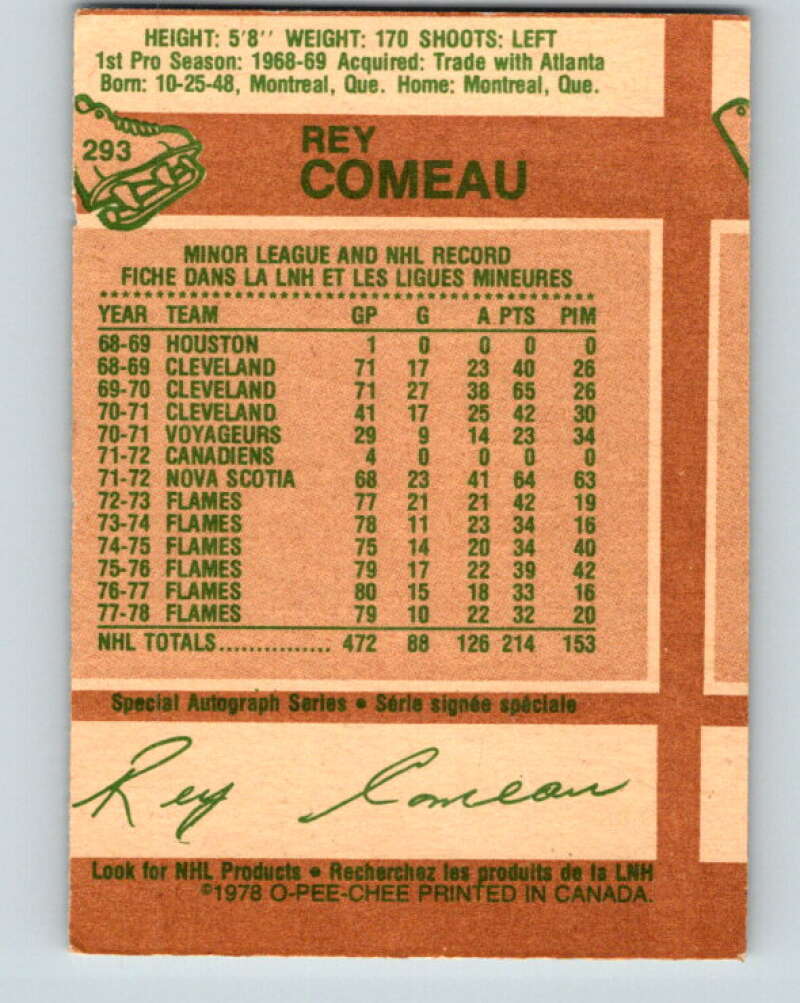 HEIGHT: 5'8'' WEIGHT: 170 SHOOTS: LEFT
1st Pro Season: 1968-69 Acquired: Trade with Atlanta
Born: 10-25-48, Montreal, Que. Home: Montreal, Que.
293
REY
COMEAU
MINOR LEAGUE AND NHL RECORD
FICHE DANS LA LNH ET LES LIGUES MINEURES
YEAR TEAM GP G A PTS PIM
68-69 HOUSTON 1 0 0 0 0
68-69 CLEVELAND 71 17 23 40 26
69-70 CLEVELAND 71 27 38 65 26
70-71 CLEVELAND 41 17 25 42 30
70-71 VOYAGEURS 29 9 14 23 34
71-72 CANADIENS 4 0 0 0 0
71-72 NOVA SCOTIA 68 23 41 64 63
72-73 FLAMES 77 21 21 42 19
73-74 FLAMES 78 11 23 34 16
74-75 FLAMES 75 14 20 34 40
75-76 FLAMES 79 17 22 39 42
76-77 FLAMES 80 15 18 33 16
77-78 FLAMES 79 10 22 32 20
NHL TOTALS............... 472 88 126 214 153
Special Autograph Series • Série signée spéciale
Rey Comeau
Look for NHL Products • Recherchez les produits de la LNH
©1978 O-PEE-CHEE PRINTED IN CANADA.